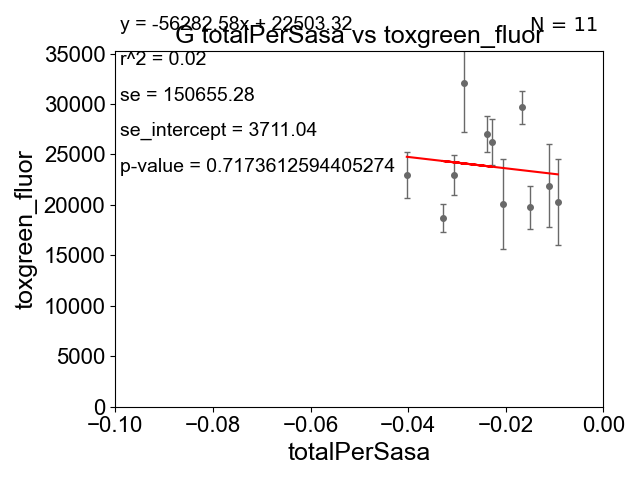 y = -56282.58x + 22503.32
N = 11
G totalPerSasa vs toxgreen_fluor
r^2 = 0.02
se = 150655.28
se_intercept = 3711.04
p-value = 0.7173612594405274
35000
30000
25000
20000
15000
10000
5000
0
toxgreen_fluor
−0.10
−0.08
−0.06
−0.04
−0.02
0.00
totalPerSasa